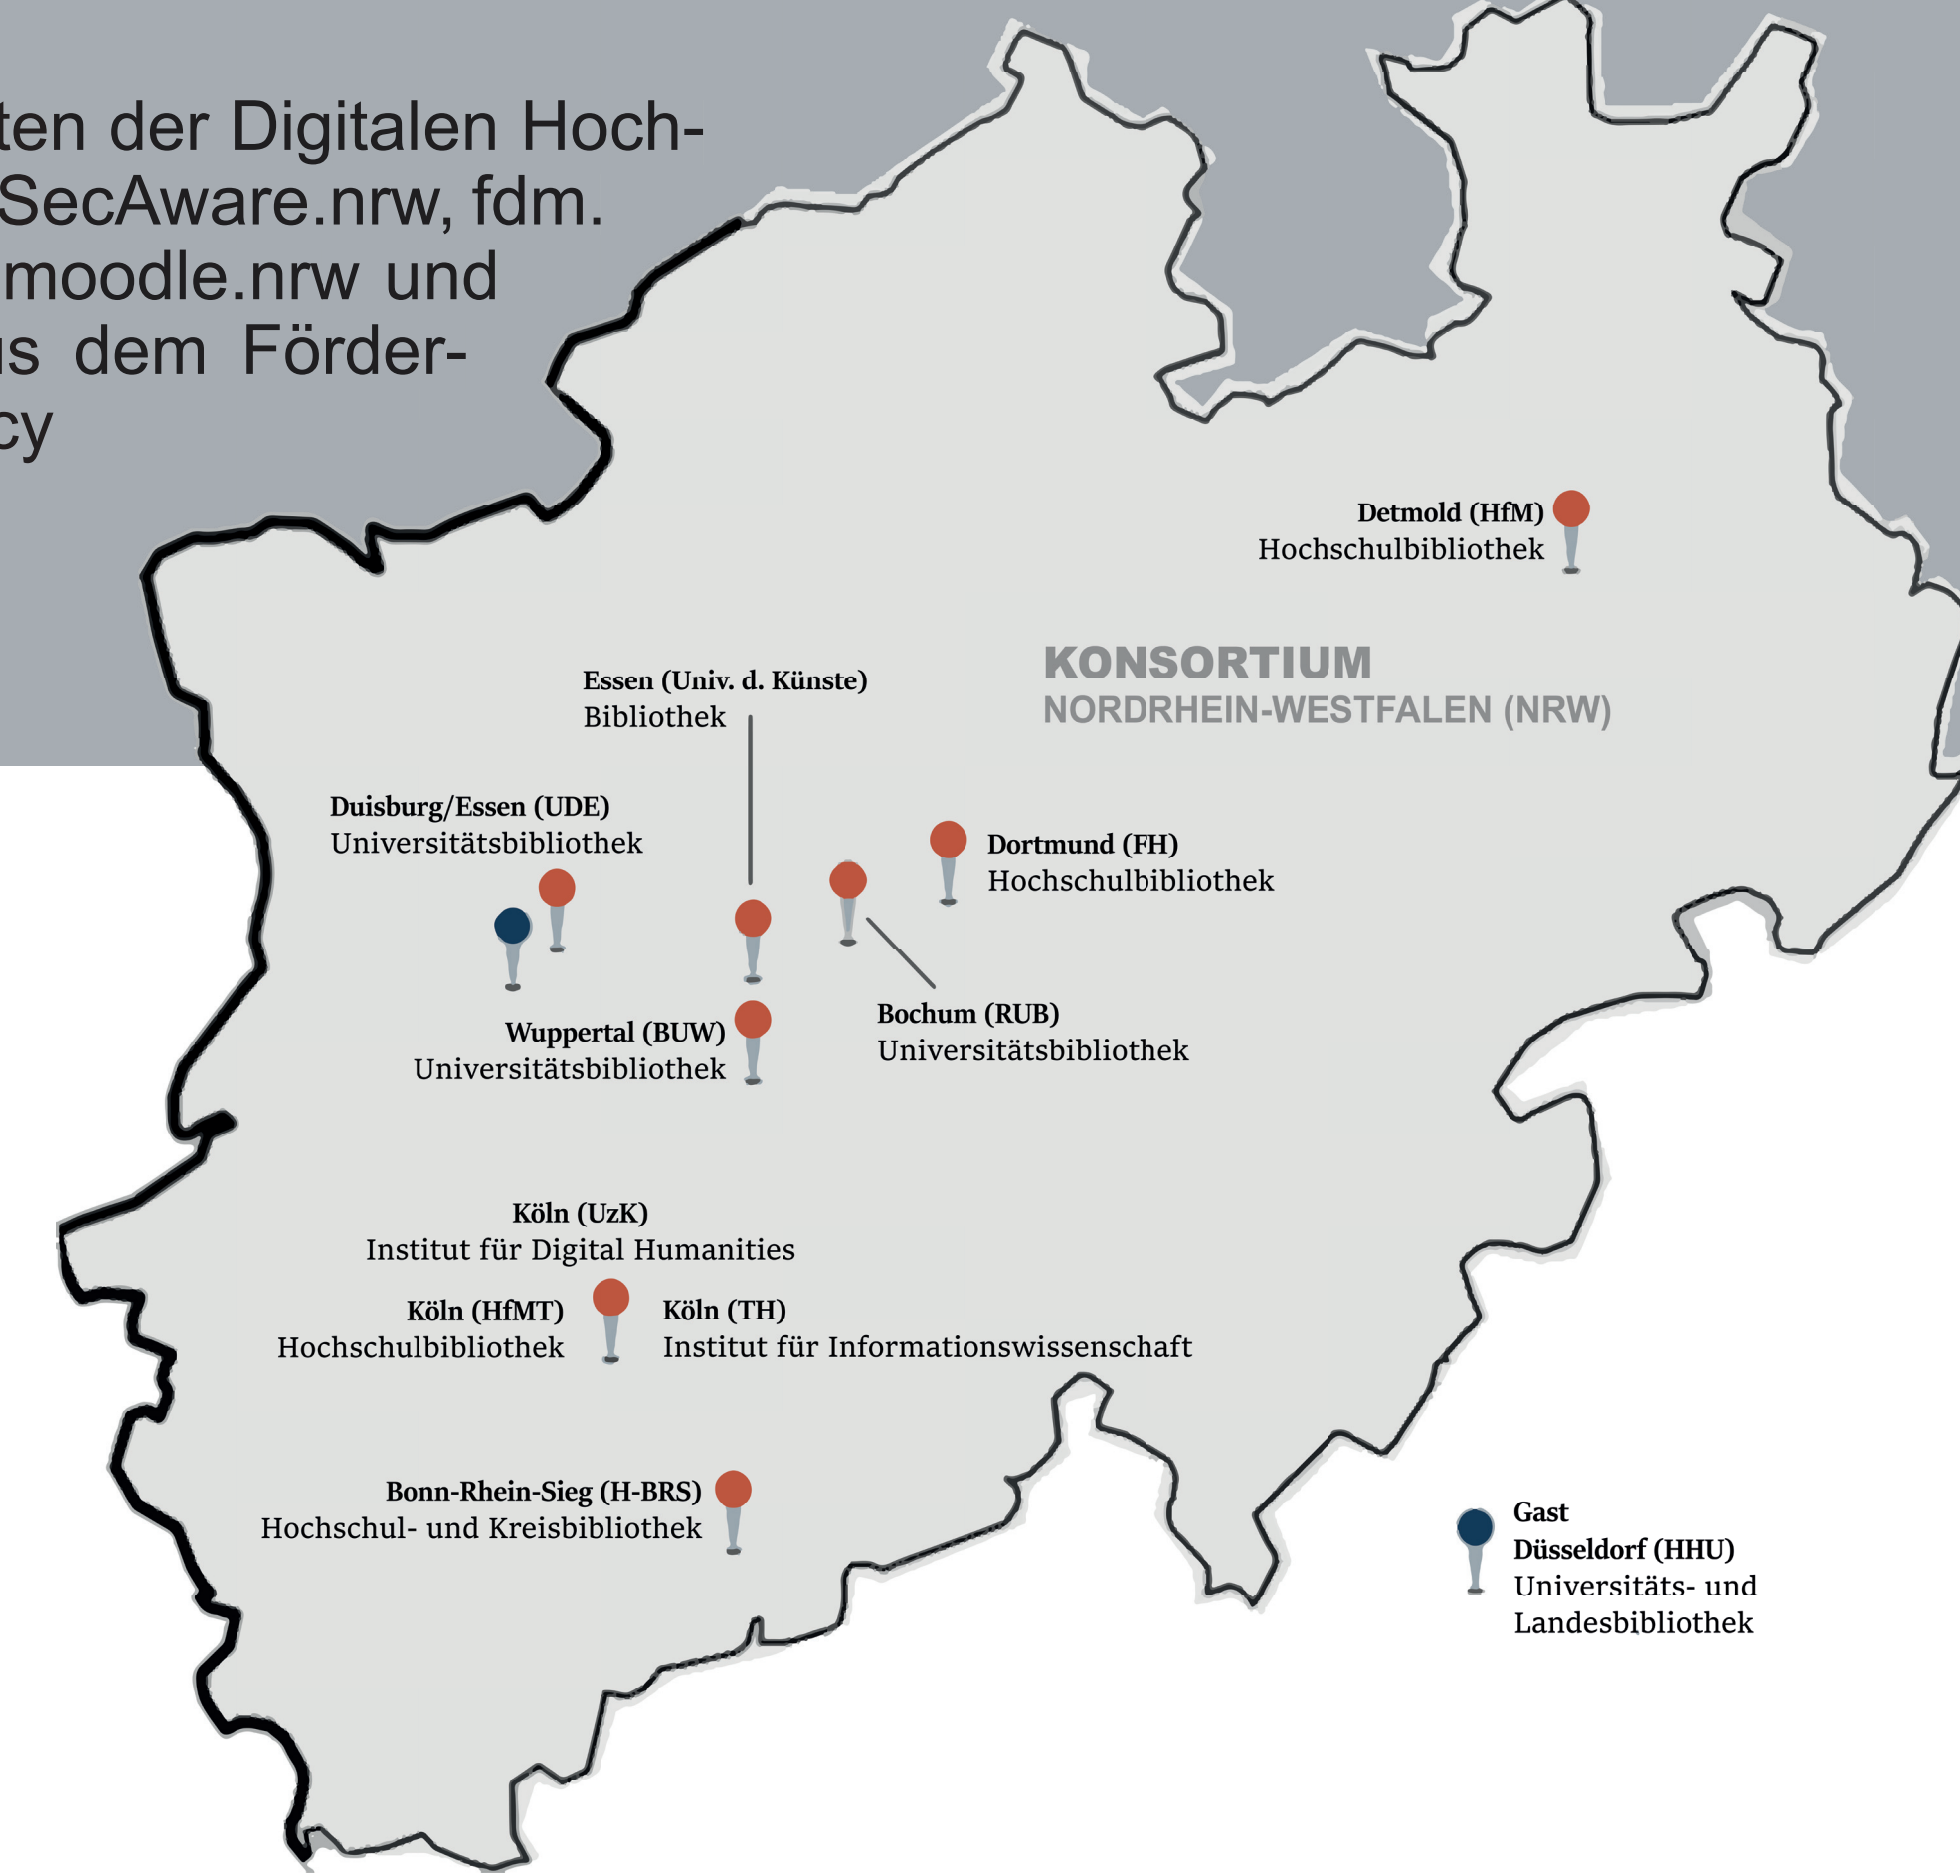 ten der Digitalen Hoch-
SecAware.nrw, fdm.
moodle.nrw und
dem Förder-
Detmold (HfM)
Hochschulbibliothek
KONSORTIUM
NORDRHEIN-WESTFALEN (NRW)
Essen (Univ. d. Künste)
Bibliothek
Duisburg/Essen (UDE)
Universitätsbibliothek
Dortmund (FH)
Hochschulbibliothek
Bochum (RUB)
Universitätsbibliothek
Wuppertal (BUW)
Universitätsbibliothek
Köln (UzK)
Institut für Digital Humanities
Köln (HfMT)
Hochschulbibliothek
Köln (TH)
Institut für Informationswissenschaft
Bonn-Rhein-Sieg (H-BRS)
Hochschul- und Kreisbibliothek
Gast
Düsseldorf (HHU)
Universitäts- und
Landesbibliothek